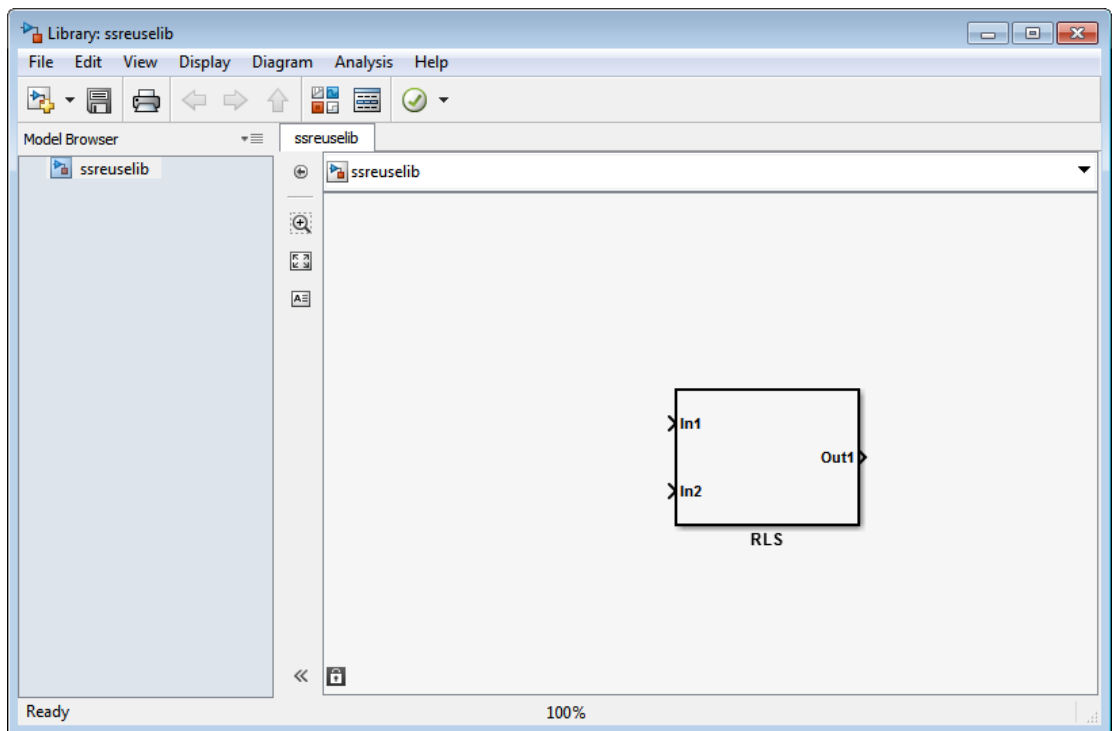 Library: ssreuselib
File Edit View Display Diagram Analysis Help
Model Browser
ssreuselib
ssreuselib
ssreuselib
In1
Out1
In2
RLS
Ready
100%